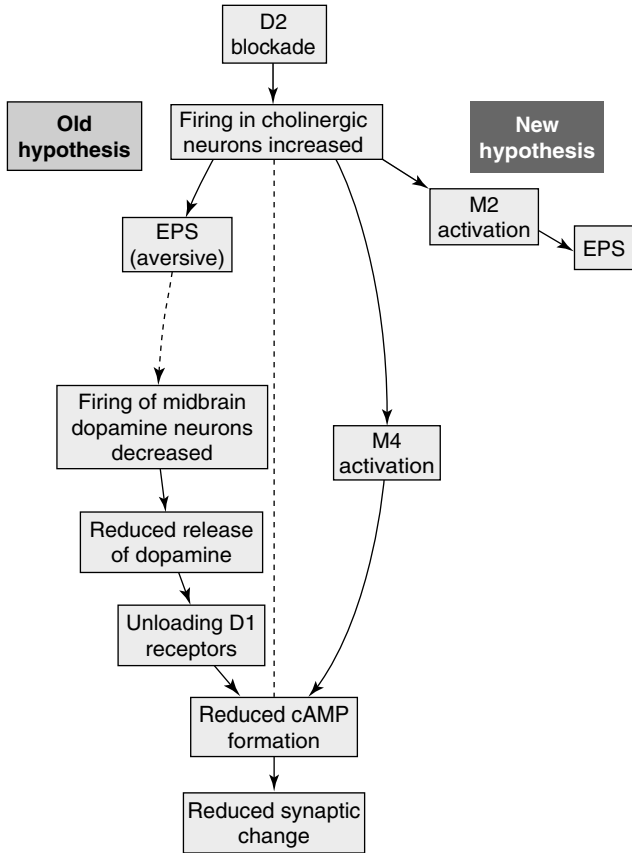 D2
blockade
Old
hypothesis
Firing in cholinergic
neurons increased
New
hypothesis
M2
activation
EPS
EPS
(aversive)
Firing of midbrain
dopamine neurons
decreased
M4
activation
Reduced release
of dopamine
Unloading D1
receptors
Reduced cAMP
formation
Reduced synaptic
change